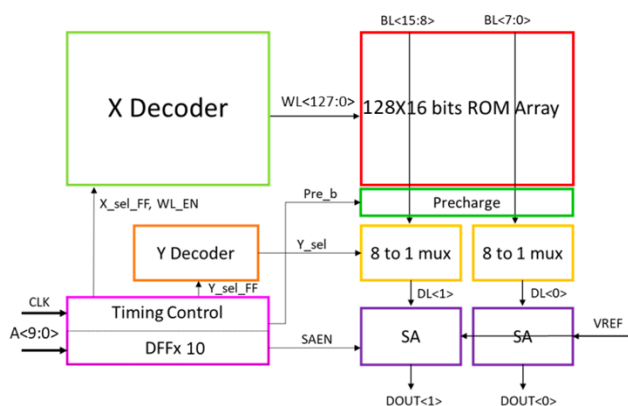 BL<15:8>
BL<7:0>
X Decoder
WL<127:0>
128X16 bits ROM Array
X_sel_FF, WL_EN
Pre_b
Precharge
Y Decoder
Y_sel
8 to 1 mux
8 to 1 mux
Y_sel_FF
DL<1>
DL<0>
CLK
Timing Control
A<9:0>
DFFx 10
SAEN
SA
SA
VREF
DOUT<1>
DOUT<0>